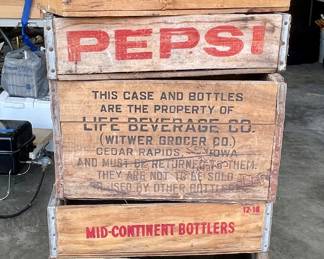 PEPSI
THIS CASE AND BOTTLES
ARE THE PROPERTY OF
LIFE BEVERAGE CO.
(WITWER GROCER CO.)
CEDAR RAPIDS, IOWA
AND MUST BE RETURNED TO THEM.
THEY ARE NOT TO BE SOLD
OR USED BY OTHER BOTTLERS
12-16
MID-CONTINENT BOTTLERS